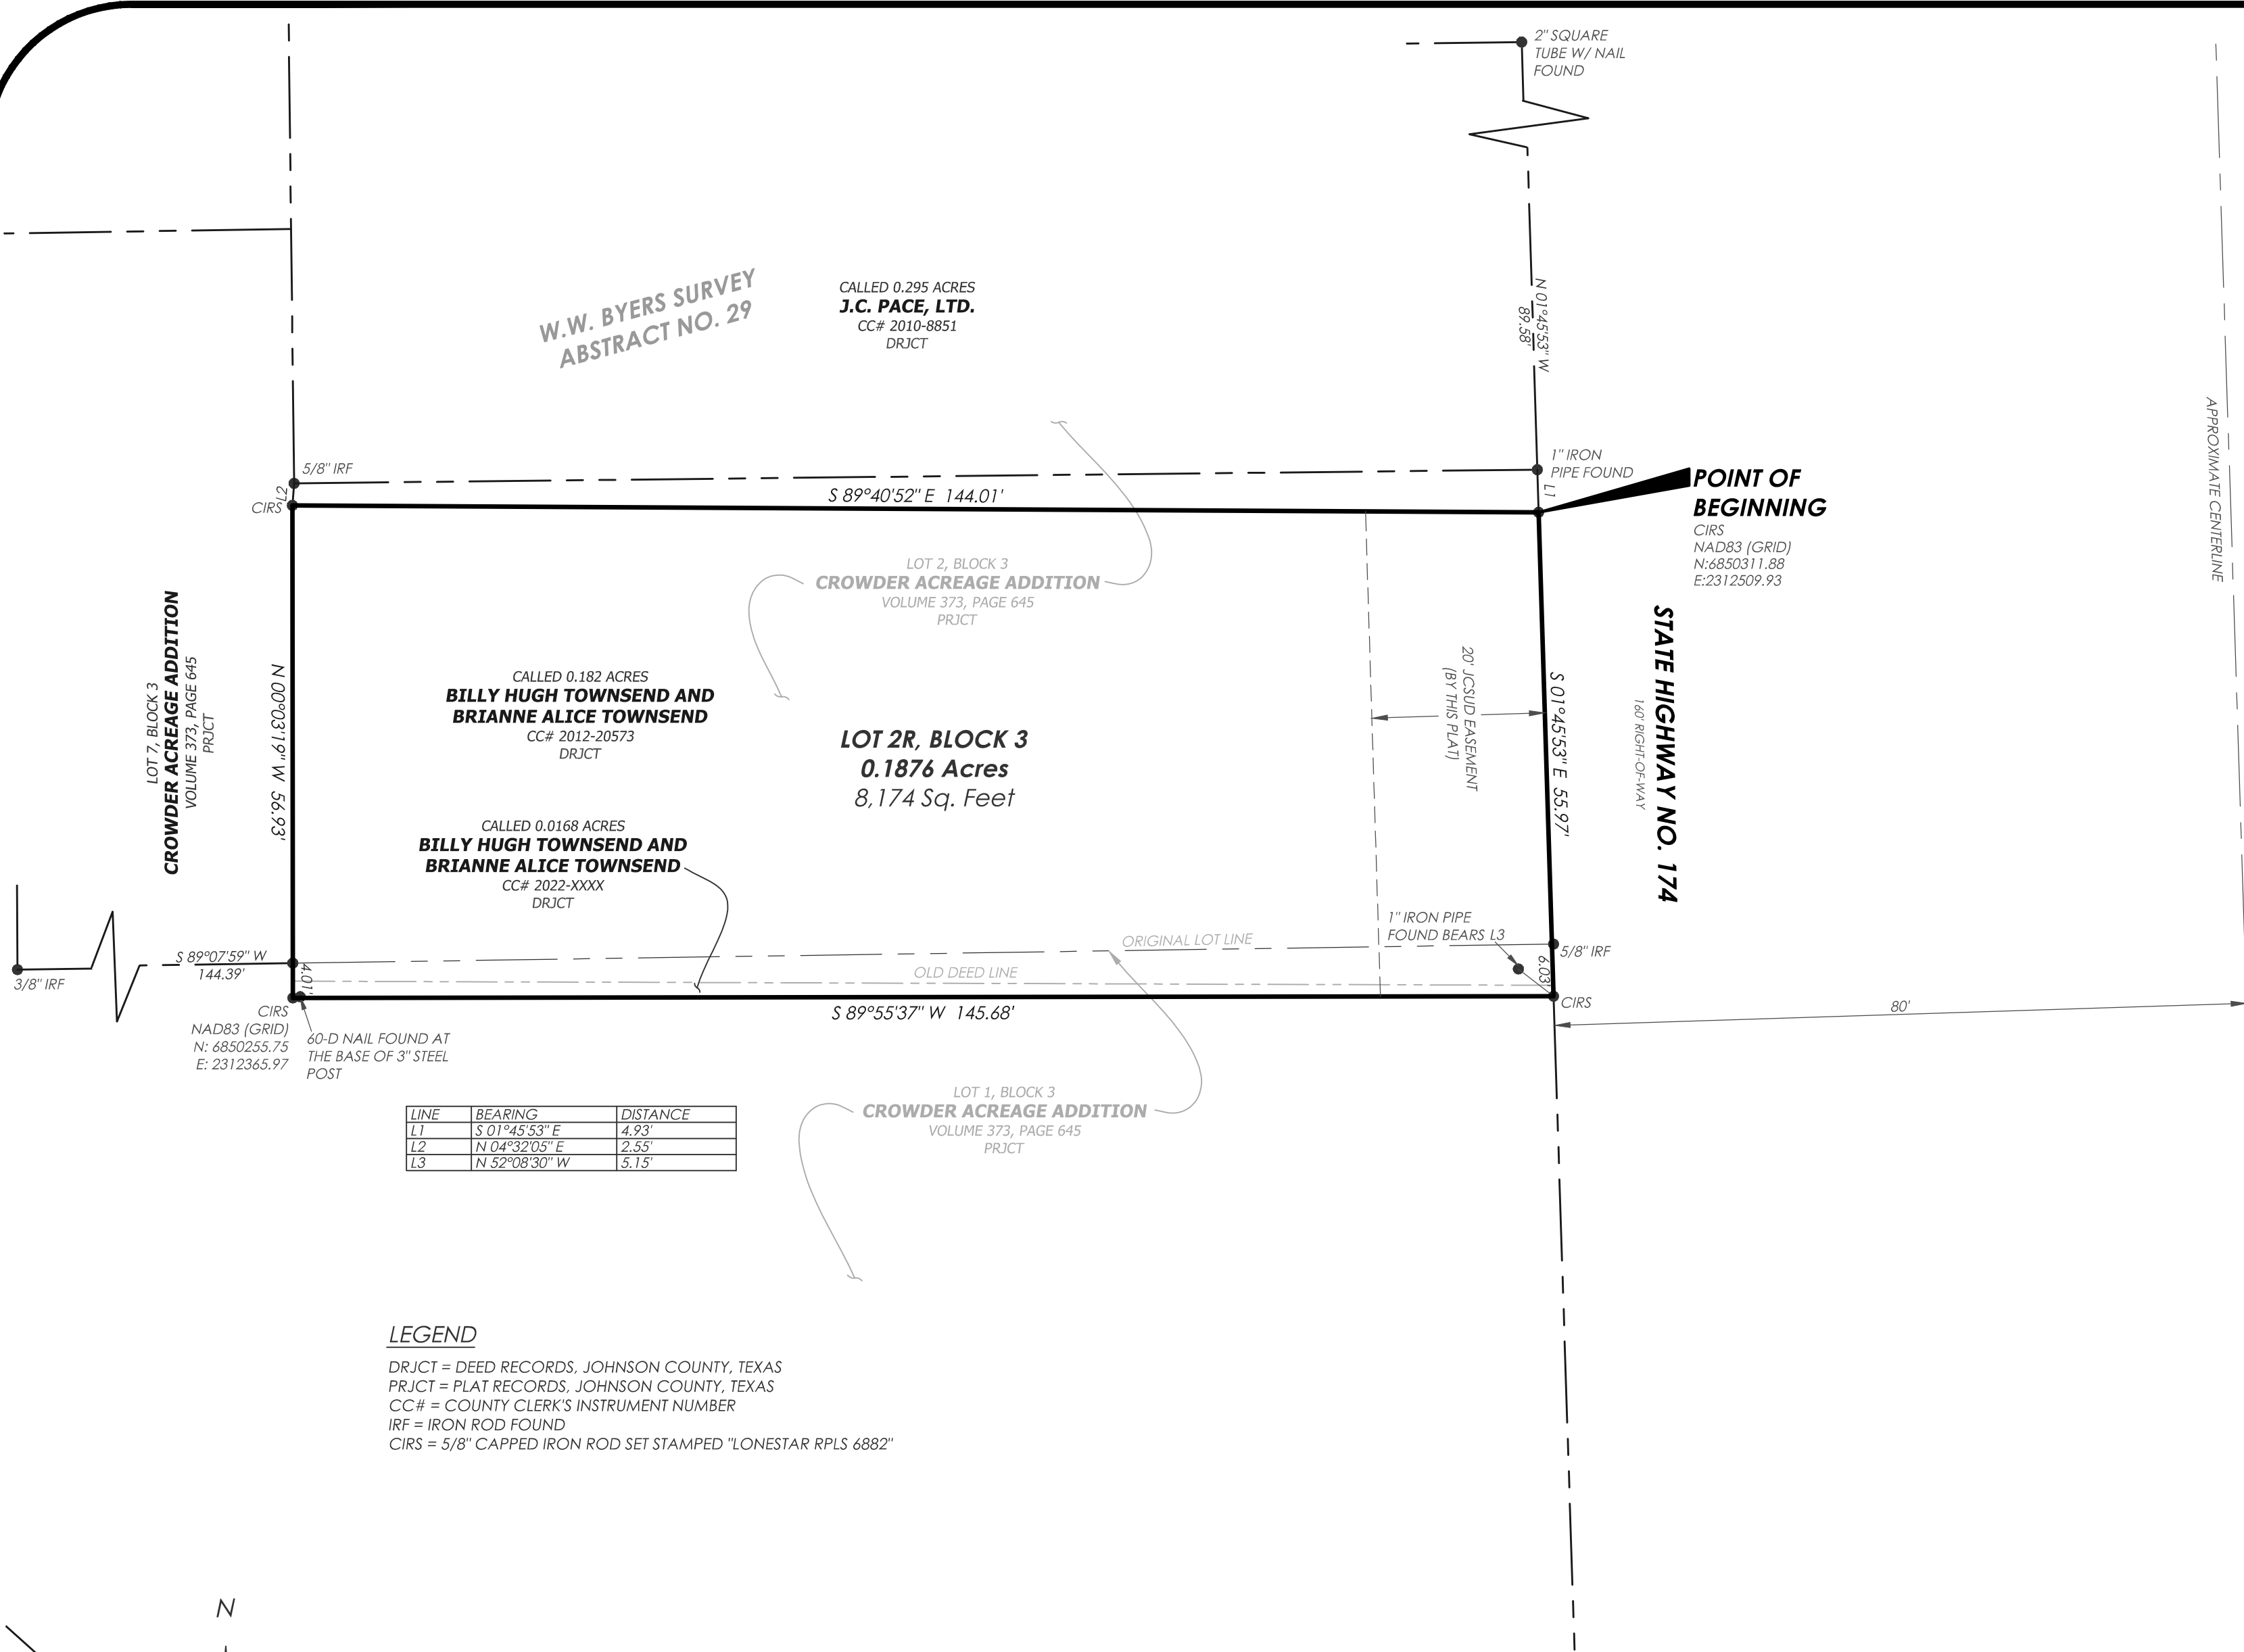 2" SQUARE
TUBE W/ NAIL
FOUND
W.W. BYERS SURVEY
ABSTRACT NO. 29
CALLED 0.295 ACRES
J.C. PACE, LTD.
CC# 2010-8851
DRJCT
N 01°45'53" W
89.58'
APPROXIMATE CENTERLINE
5/8" IRF
L2
CIRS
S 89°40'52" E 144.01'
1" IRON
PIPE FOUND
L1
POINT OF
BEGINNING
CIRS
NAD83 (GRID)
N:6850311.88
E:2312509.93
LOT 2, BLOCK 3
CROWDER ACREAGE ADDITION
VOLUME 373, PAGE 645
PRJCT
LOT 7, BLOCK 3
CROWDER ACREAGE ADDITION
VOLUME 373, PAGE 645
PRJCT
N 00°03'19" W 56.93'
CALLED 0.182 ACRES
BILLY HUGH TOWNSEND AND
BRIANNE ALICE TOWNSEND
CC# 2012-20573
DRJCT
LOT 2R, BLOCK 3
0.1876 Acres
8,174 Sq. Feet
20' JCSUD EASEMENT
(BY THIS PLAT)
S 01°45'53" E 55.97'
STATE HIGHWAY NO. 174
160' RIGHT-OF-WAY
CALLED 0.0168 ACRES
BILLY HUGH TOWNSEND AND
BRIANNE ALICE TOWNSEND
CC# 2022-XXXX
DRJCT
1" IRON PIPE
FOUND BEARS L3
ORIGINAL LOT LINE
5/8" IRF
S 89°07'59" W
144.39'
3/8" IRF
4.01'
OLD DEED LINE
6.03'
CIRS
80'
S 89°55'37" W 145.68'
CIRS
NAD83 (GRID)
N: 6850255.75
E: 2312365.97
60-D NAIL FOUND AT
THE BASE OF 3" STEEL
POST
LOT 1, BLOCK 3
CROWDER ACREAGE ADDITION
VOLUME 373, PAGE 645
PRJCT
LINE BEARING DISTANCE
L1 S 01°45'53" E 4.93'
L2 N 04°32'05" E 2.55'
L3 N 52°08'30" W 5.15'
LEGEND
DRJCT = DEED RECORDS, JOHNSON COUNTY, TEXAS
PRJCT = PLAT RECORDS, JOHNSON COUNTY, TEXAS
CC# = COUNTY CLERK'S INSTRUMENT NUMBER
IRF = IRON ROD FOUND
CIRS = 5/8" CAPPED IRON ROD SET STAMPED "LONESTAR RPLS 6882"
N